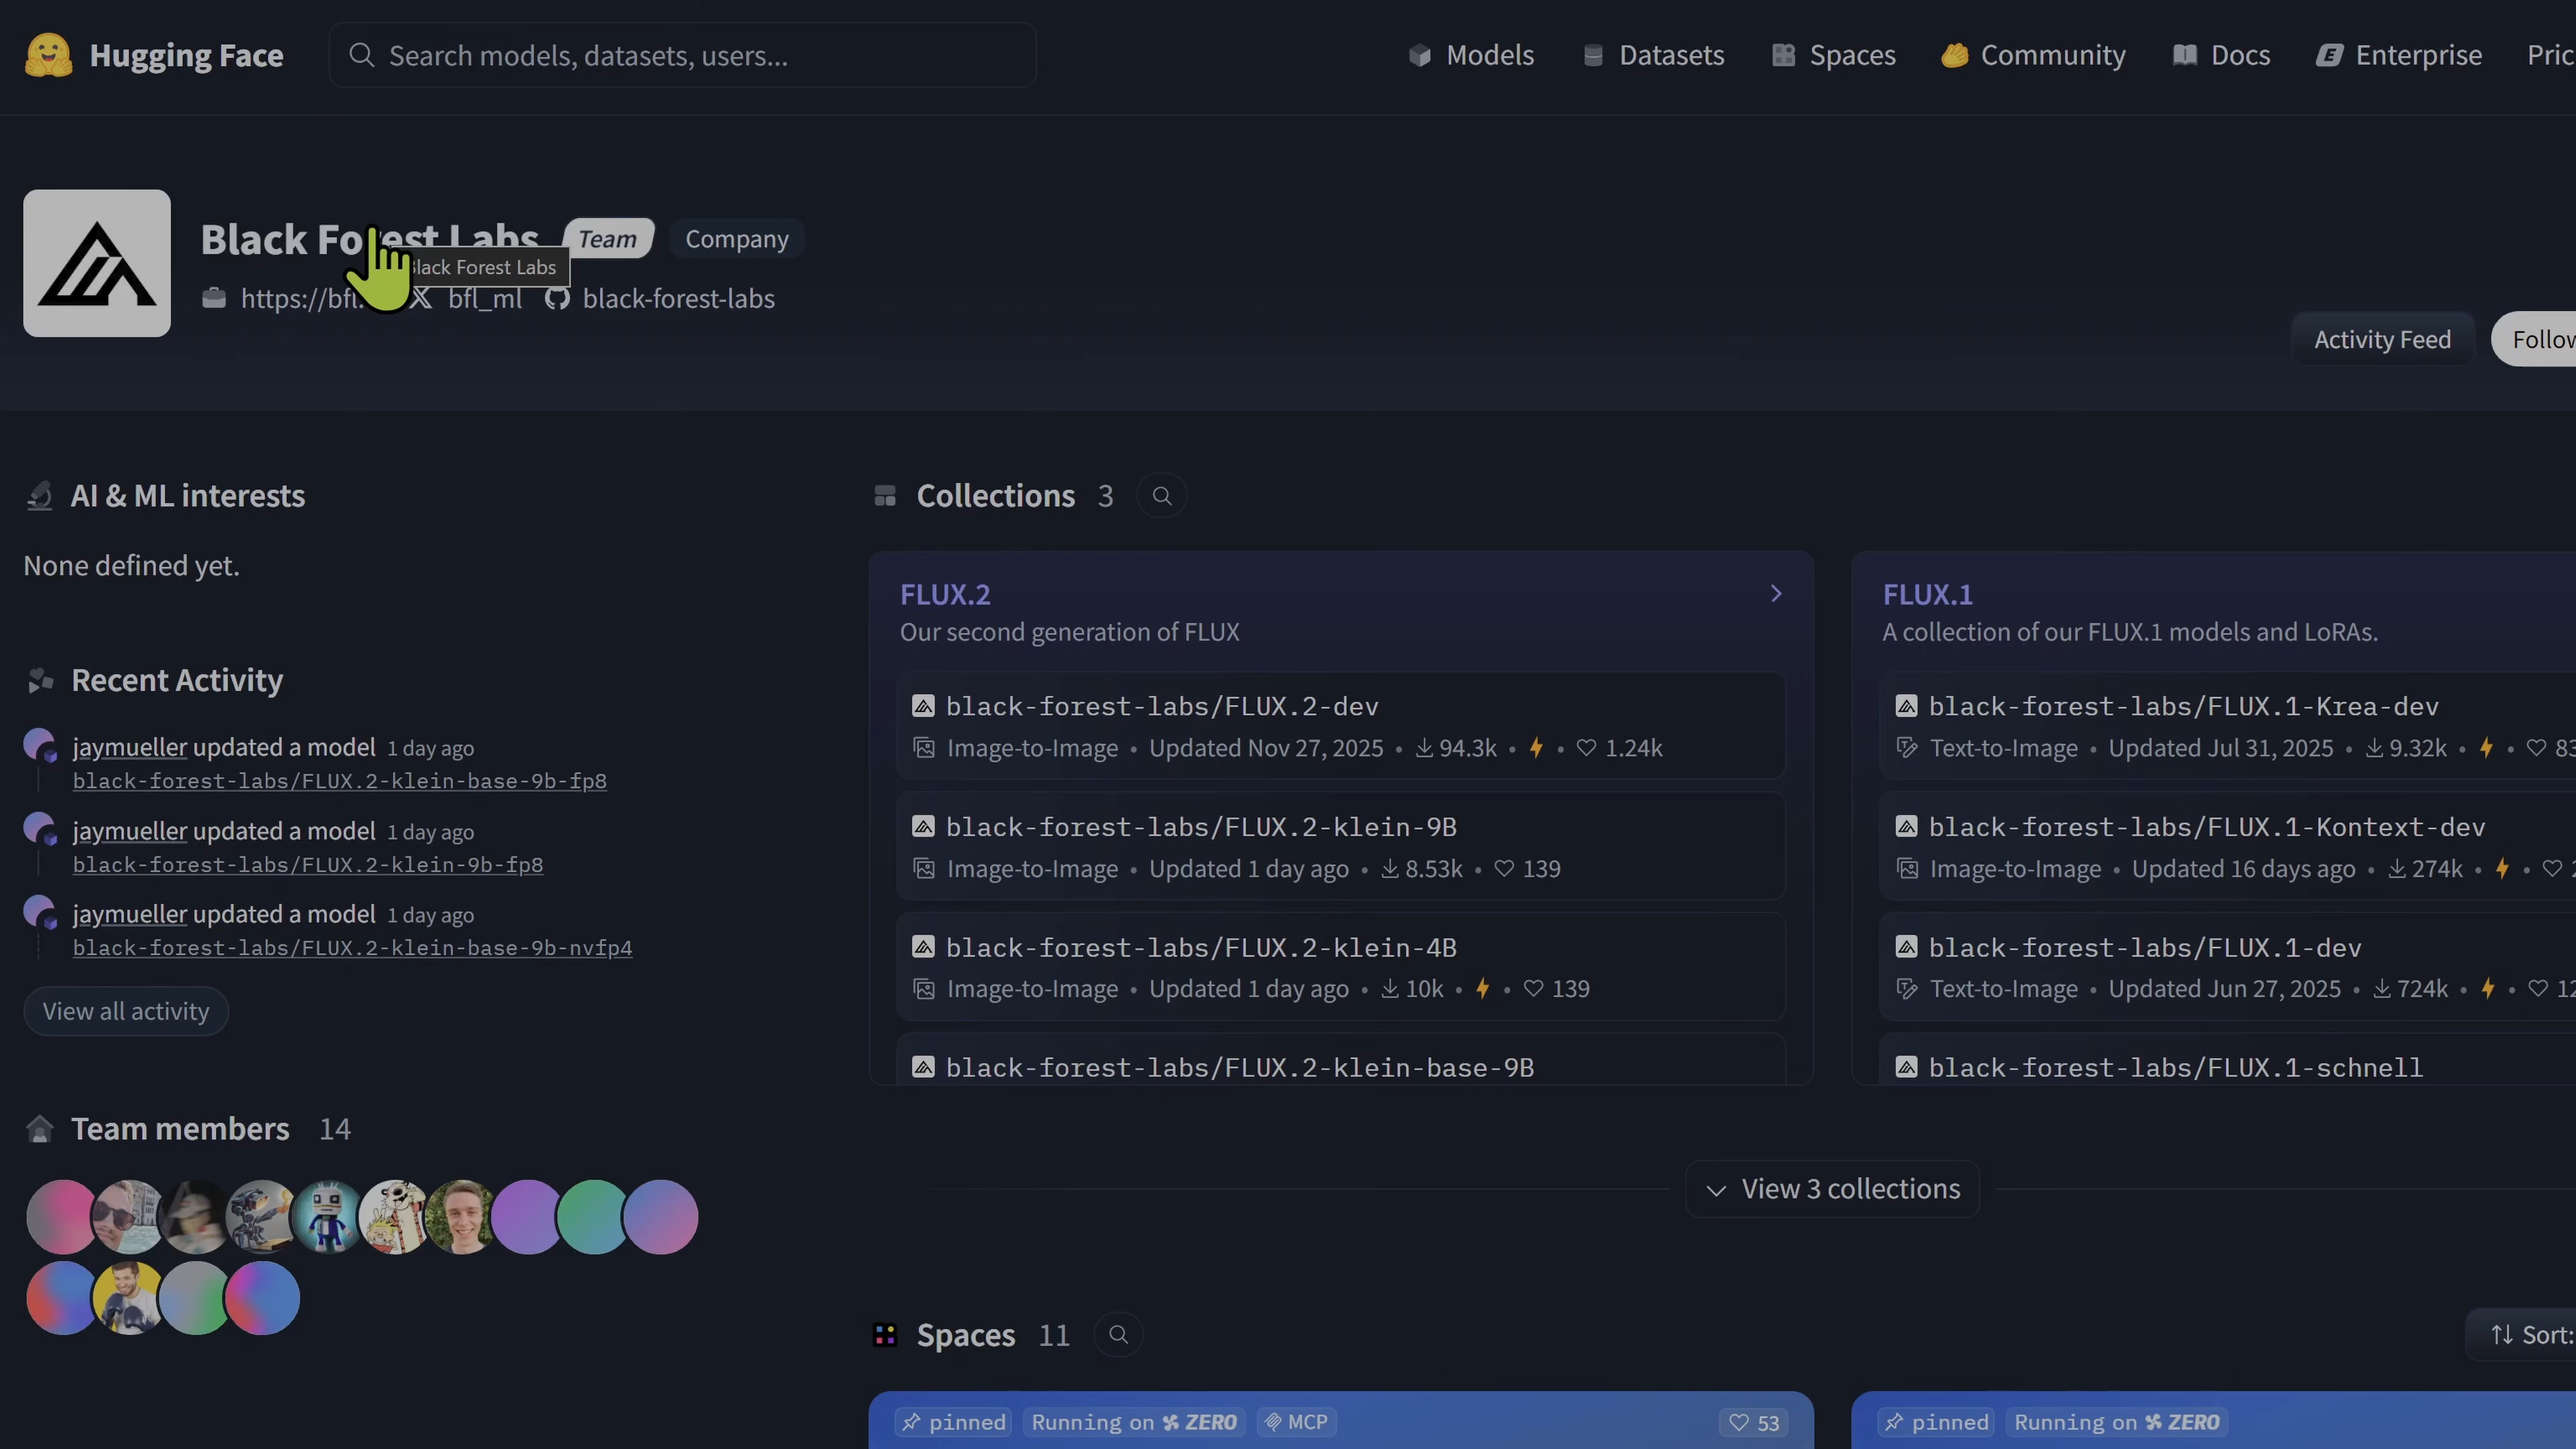 Hugging Face
Search models, datasets, users...
Models
Datasets
Spaces
Community
Docs
Enterprise
Black Forest Labs
Team
Company
Black Forest Labs
bfl_ml
black-forest-labs
Activity Feed
AI & ML interests
None defined yet.
Recent Activity
jaymueller updated a model 1 day ago
black-forest-labs/FLUX.2-klein-base-9b-fp8
jaymueller updated a model 1 day ago
black-forest-labs/FLUX.2-klein-9b-fp8
jaymueller updated a model 1 day ago
black-forest-labs/FLUX.2-klein-base-9b-nvfp4
View all activity
Team members 14
Collections 3
FLUX.2
Our second generation of FLUX
black-forest-labs/FLUX.2-dev
Image-to-Image • Updated Nov 27, 2025 • 94.3k • 1.24k
black-forest-labs/FLUX.2-klein-9B
Image-to-Image • Updated 1 day ago • 8.53k • 139
black-forest-labs/FLUX.2-klein-4B
Image-to-Image • Updated 1 day ago • 10k • 139
black-forest-labs/FLUX.2-klein-base-9B
FLUX.1
A collection of our FLUX.1 models and LoRAs.
black-forest-labs/FLUX.1-Krea-dev
Text-to-Image • Updated Jul 31, 2025 • 9.32k •
black-forest-labs/FLUX.1-Kontext-dev
Image-to-Image • Updated 16 days ago • 274k •
black-forest-labs/FLUX.1-dev
Text-to-Image • Updated Jun 27, 2025 • 724k •
black-forest-labs/FLUX.1-schnell
View 3 collections
Spaces 11
Sort:
pinned
Running on ZERO
MCP
53
pinned
Running on ZERO